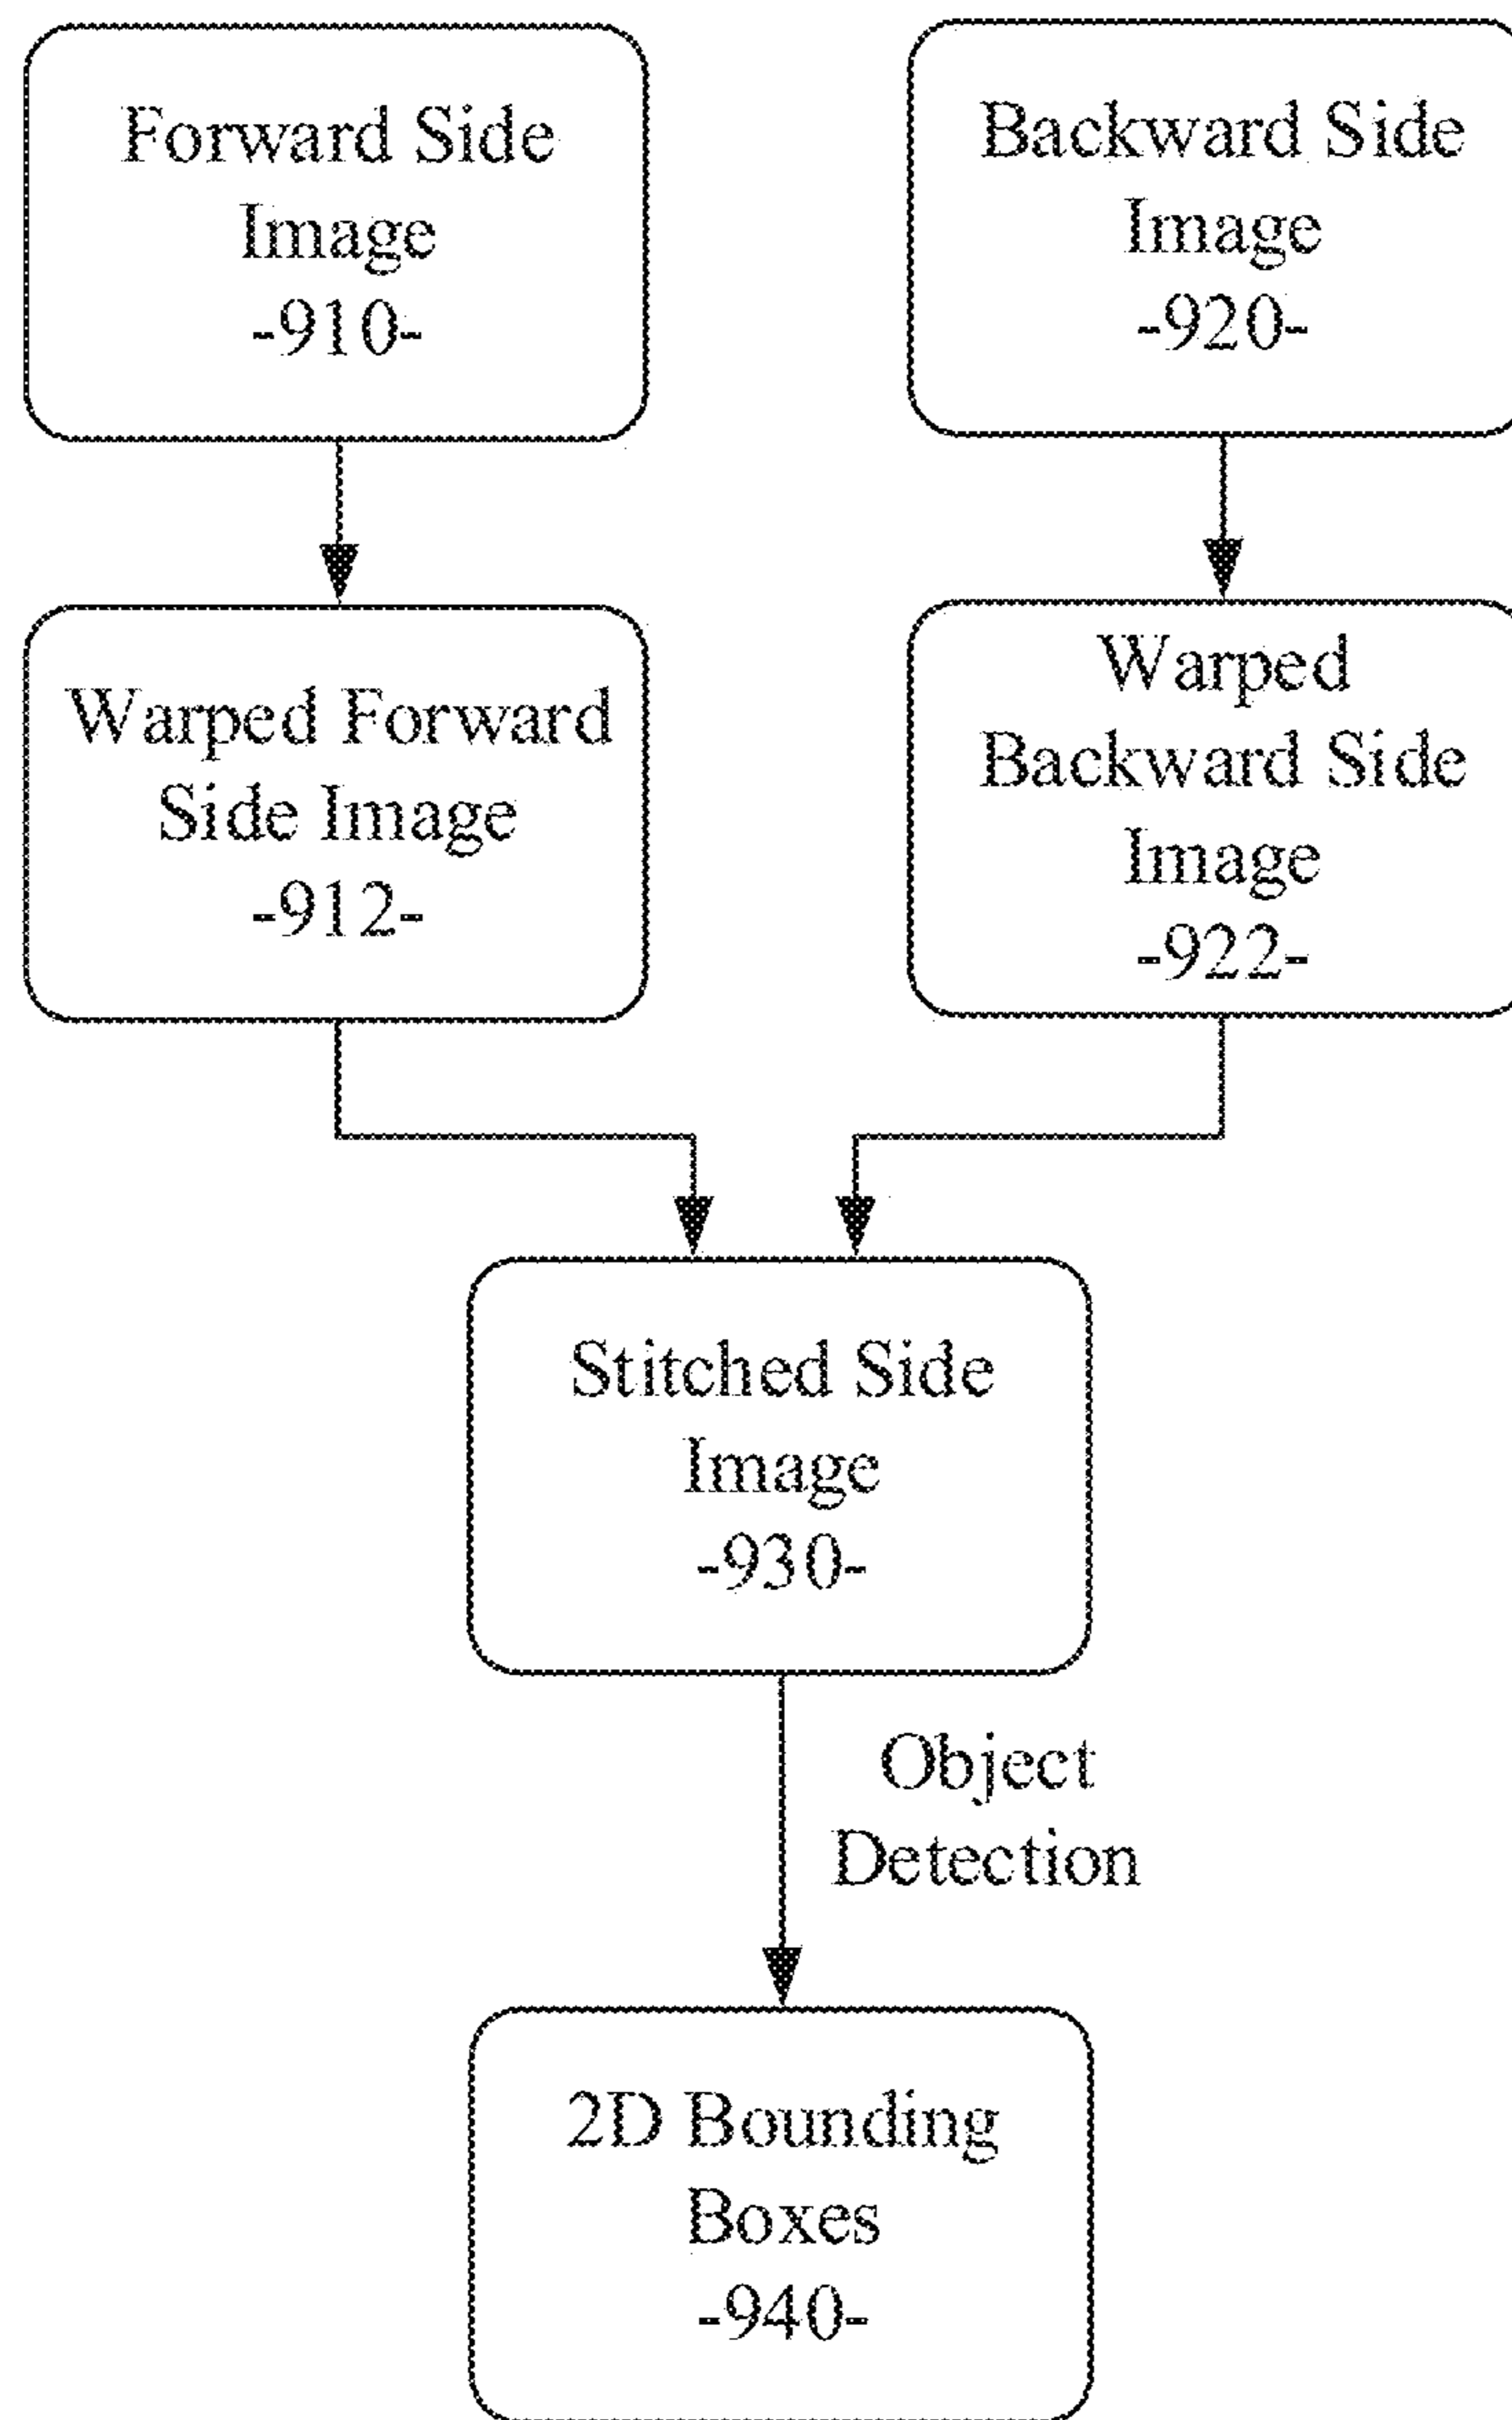 Forward Side
Image
-910-
Backward Side
Image
-920-
Warped Forward
Side Image
-912-
Warped
Backward Side
Image
-922-
Stitched Side
Image
-930-
Object
Detection
2D Bounding
Boxes
-940-